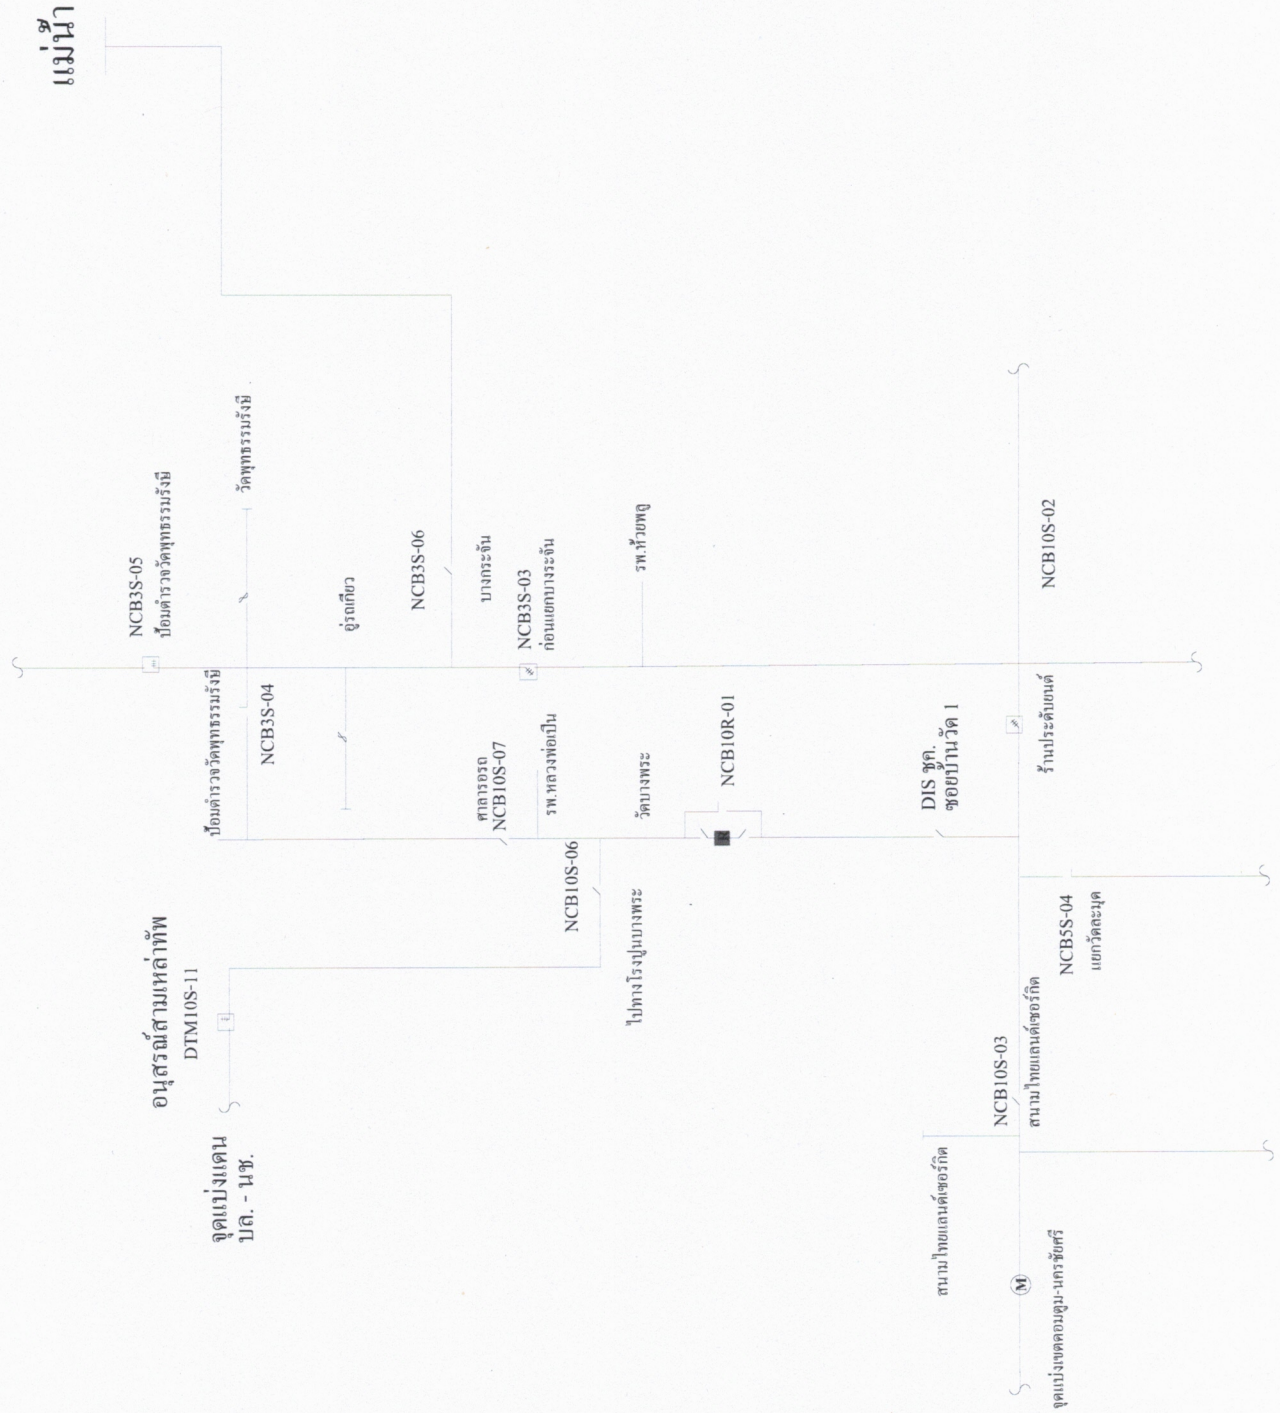 แม่น้ำ
NCB3S-05
ป้อมตำรวจวัดพุทธรรมรังษี
วัดพุทธรรมรังษี
ป้อมตำรวจวัดพุทธรรมรังษี
NCB3S-04
อู่รถเกียว
NCB3S-06
บางกระจัน
NCB3S-03
ก่อนแยกบางระจัน
รพ.ห้วยพลู
ศาลารอรถ
NCB10S-07
รพ.หลวงพ่อเปิ่น
วัดบางพระ
NCB10R-01
R
NCB10S-06
ไปทางโรงปูนบางพระ
อนุสรณ์สามเหล่าทัพ
DTM10S-11
จุดแบ่งแดน
บล. - นช.
DIS ชค.
ซอยบ้านวัด 1
ร้านประดับยนต์
NCB10S-02
NCB5S-04
แยกวัดละมุด
NCB10S-03
สนามไทยแลนด์เซอร์กิต
สนามไทยแลนด์เซอร์กิต
M
จุดแบ่งเขตดอนตูม-นครชัยศรี